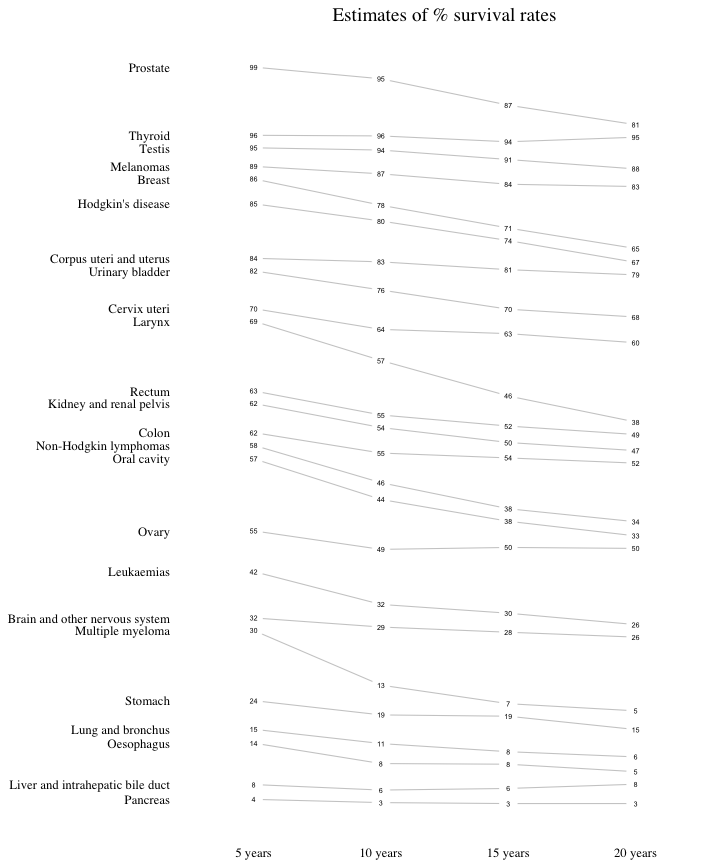 Estimates of % survival rates
Prostate 99 95 87 81
Thyroid 96 96 94 95
Testis 95 94 91 88
Melanomas 89 87 84 83
Breast 86 78 71 65
Hodgkin's disease 85 80 74 67
Corpus uteri and uterus 84 83 81 79
Urinary bladder 82 76 70 68
Cervix uteri 70 64 63 60
Larynx 69 57 46 38
Rectum 63 55 52 49
Kidney and renal pelvis 62 54 50 47
Colon 62 55 54 52
Non-Hodgkin lymphomas 58 46 38 34
Oral cavity 57 44 38 33
Ovary 55 49 50 50
Leukaemias 42 32 30 26
Brain and other nervous system 32 29 28 26
Multiple myeloma 30 13 7 5
Stomach 24 19 19 15
Lung and bronchus 15 11 8 6
Oesophagus 14 8 8 5
Liver and intrahepatic bile duct 8 6 6 8
Pancreas 4 3 3 3
5 years 10 years 15 years 20 years